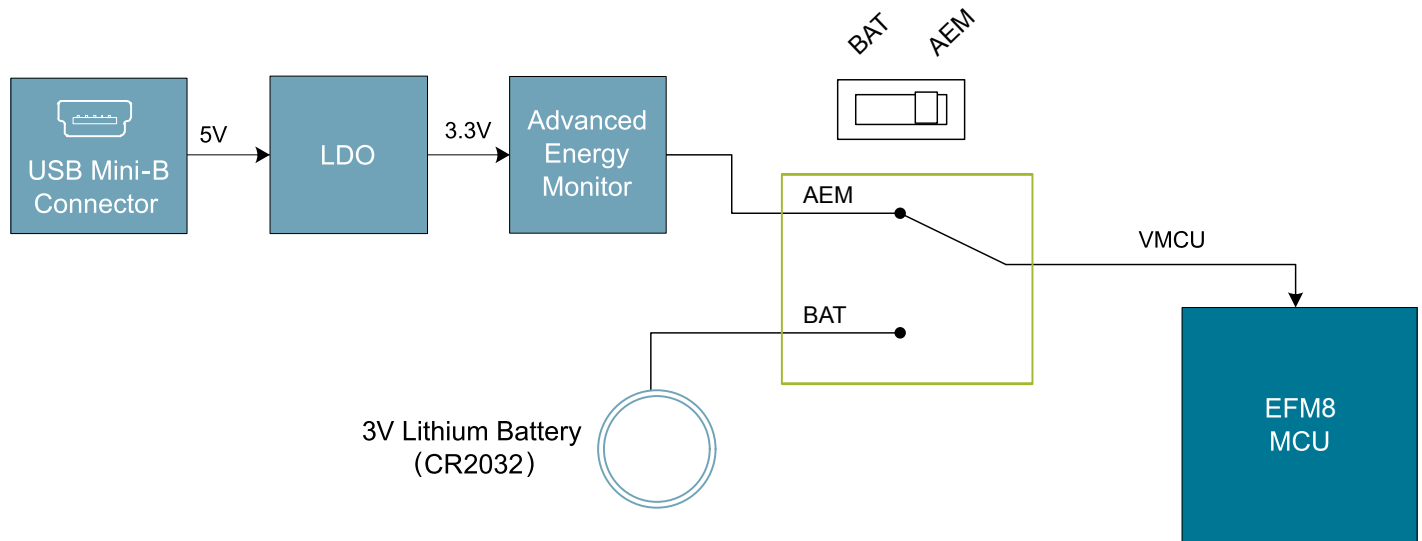 BAT
AEM
USB Mini-B
Connector
5V
LDO
3.3V
Advanced
Energy
Monitor
AEM
VMCU
BAT
3V Lithium Battery
(CR2032)
EFM8
MCU